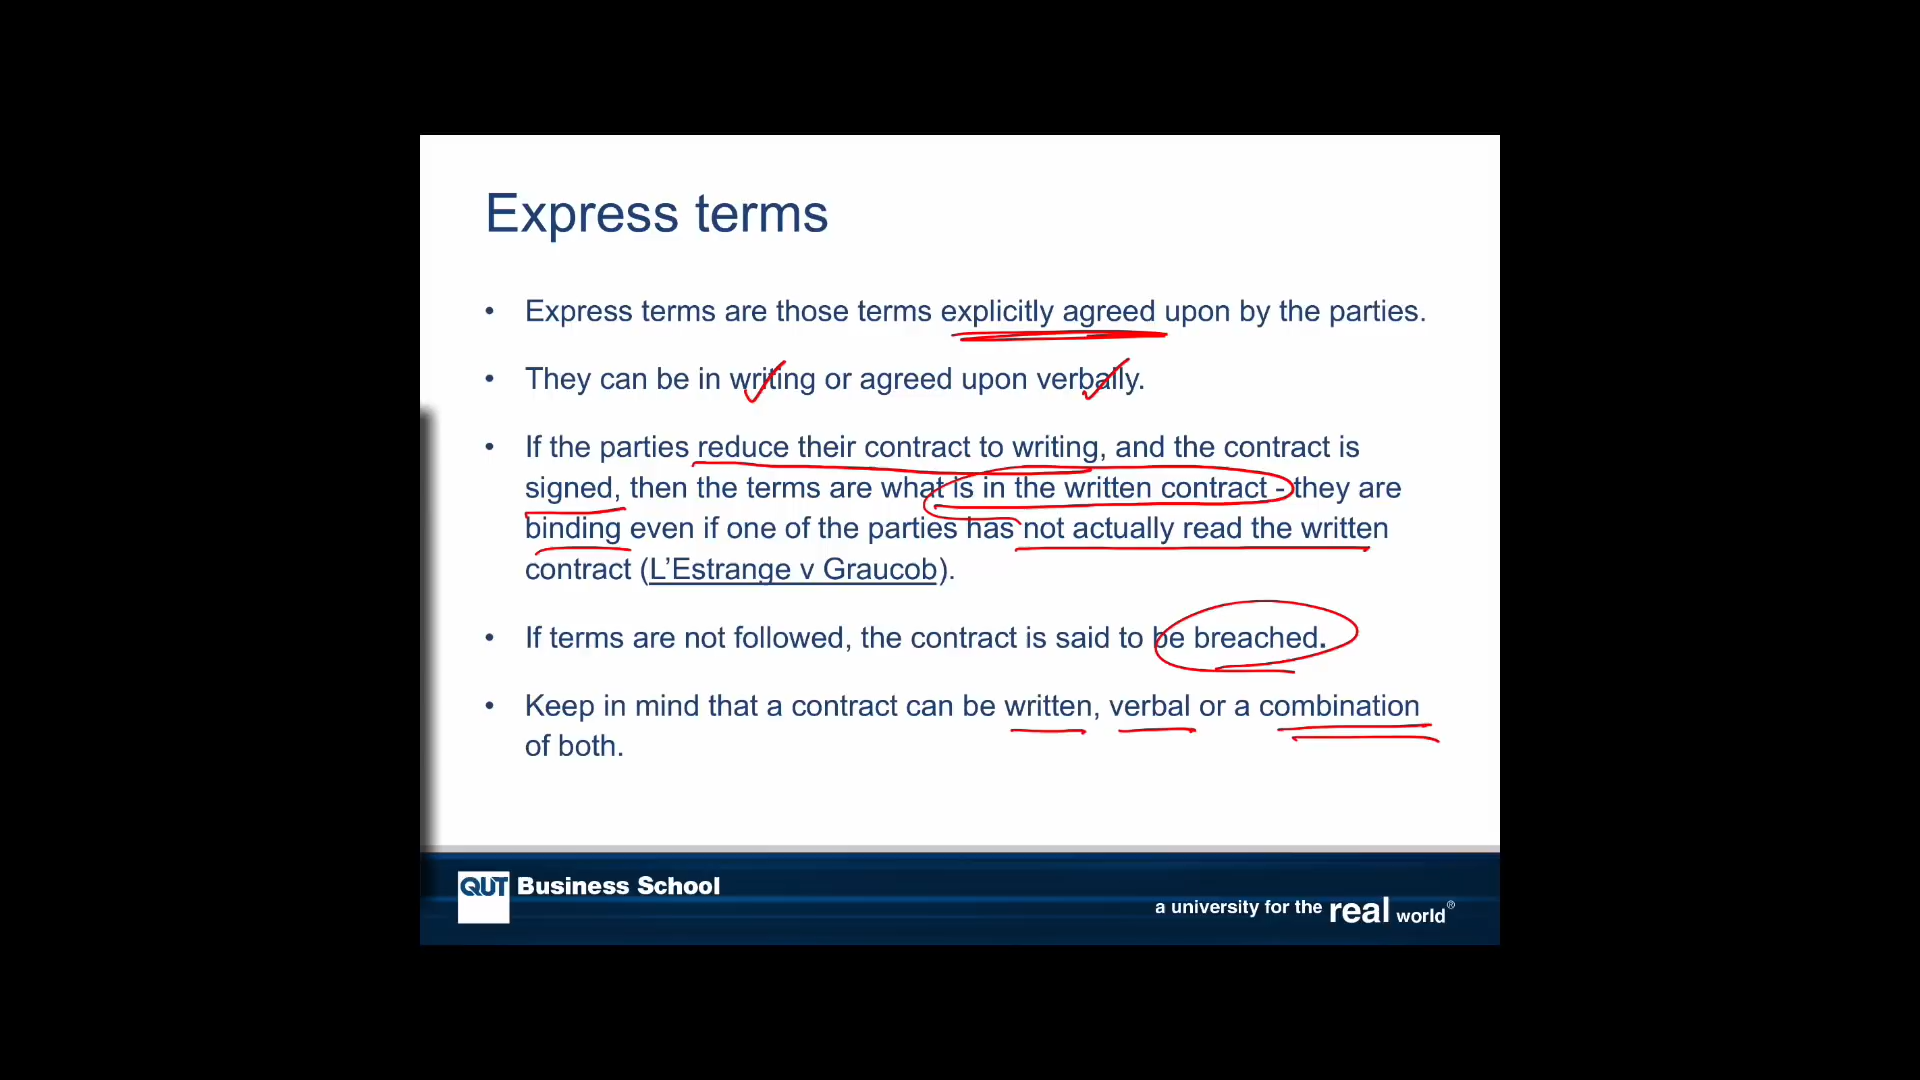 Express terms
• Express terms are those terms explicitly agreed upon by the parties.
• They can be in writing or agreed upon verbally.
• If the parties reduce their contract to writing, and the contract is
signed, then the terms are what is in the written contract - they are
binding even if one of the parties has not actually read the written
contract (L’Estrange v Graucob).
• If terms are not followed, the contract is said to be breached.
• Keep in mind that a contract can be written, verbal or a combination
of both.
QUT Business School
a university for the real world®